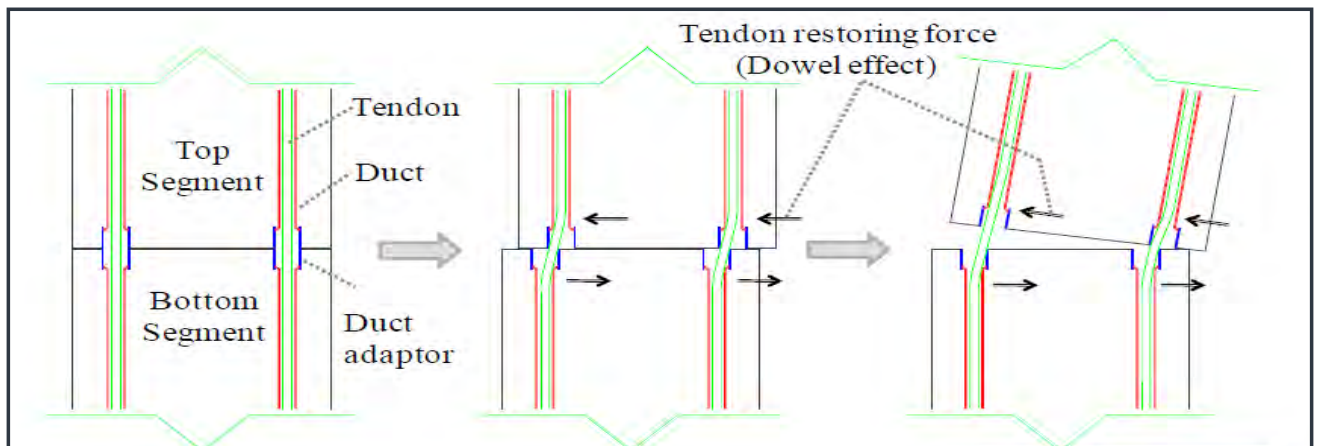 Tendon restoring force
(Dowel effect)
Tendon
Top
Segment
Duct
Bottom
Segment
Duct
adaptor